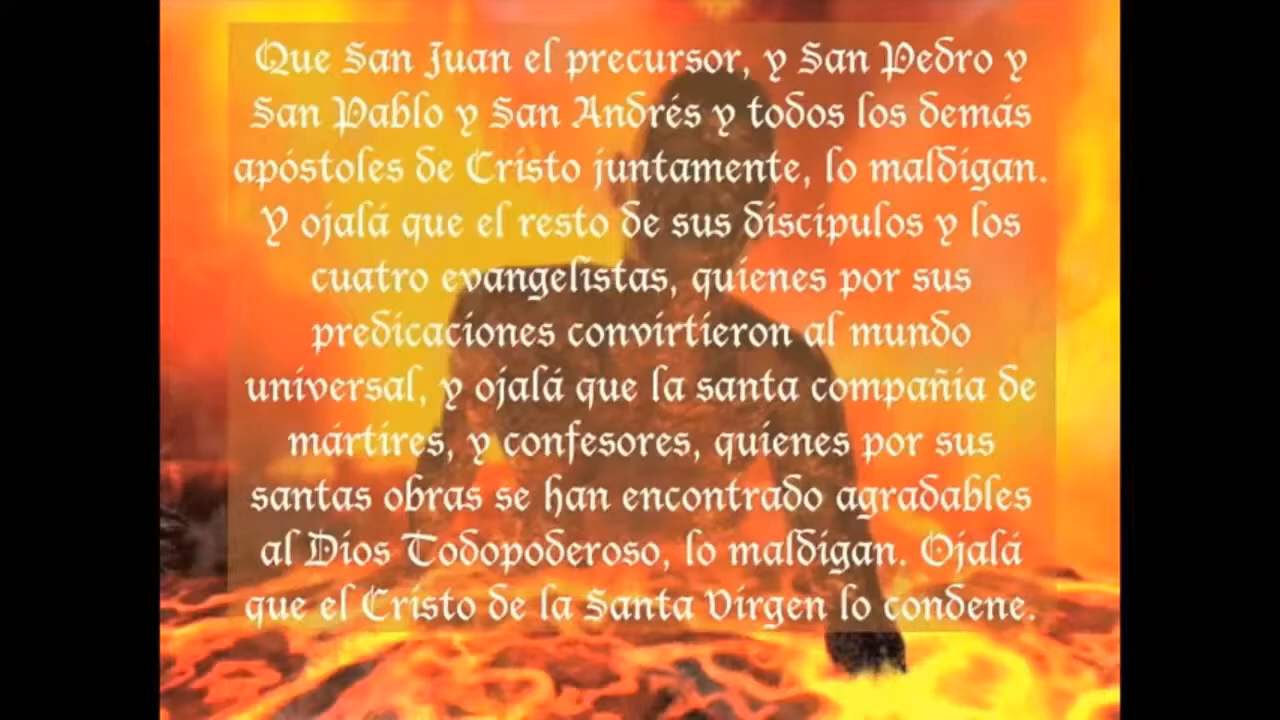 Que San Juan el precursor, y San Pedro y
San Pablo y San Andrés y todos los demás
apóstoles de Cristo juntamente, lo maldigan.
Y ojalá que el resto de sus discípulos y los
cuatro evangelistas, quienes por sus
predicaciones convirtieron al mundo
universal, y ojalá que la santa compañía de
mártires, y confesores, quienes por sus
santas obras se han encontrado agradables
al Dios Todopoderoso, lo maldigan. Ojalá
que el Cristo de la Santa Virgen lo condene.